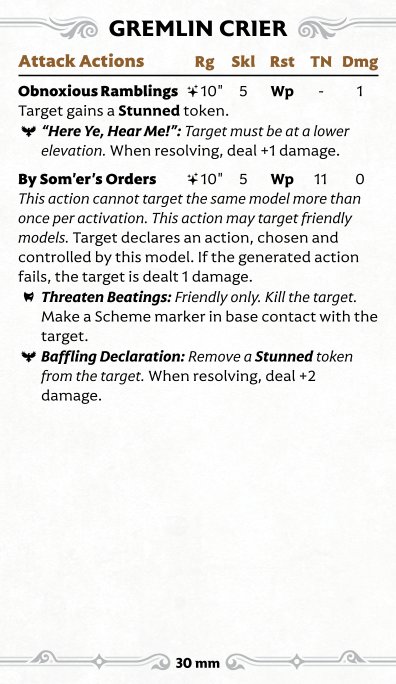 GREMLIN CRIER
Attack Actions Rg Skl Rst TN Dmg
Obnoxious Ramblings 10" 5 Wp - 1
Target gains a Stunned token.
“Here Ye, Hear Me!”: Target must be at a lower
elevation. When resolving, deal +1 damage.
By Som’er’s Orders 10" 5 Wp 11 0
This action cannot target the same model more than
once per activation. This action may target friendly
models. Target declares an action, chosen and
controlled by this model. If the generated action
fails, the target is dealt 1 damage.
Threaten Beatings: Friendly only. Kill the target.
Make a Scheme marker in base contact with the
target.
Baffling Declaration: Remove a Stunned token
from the target. When resolving, deal +2
damage.
30 mm